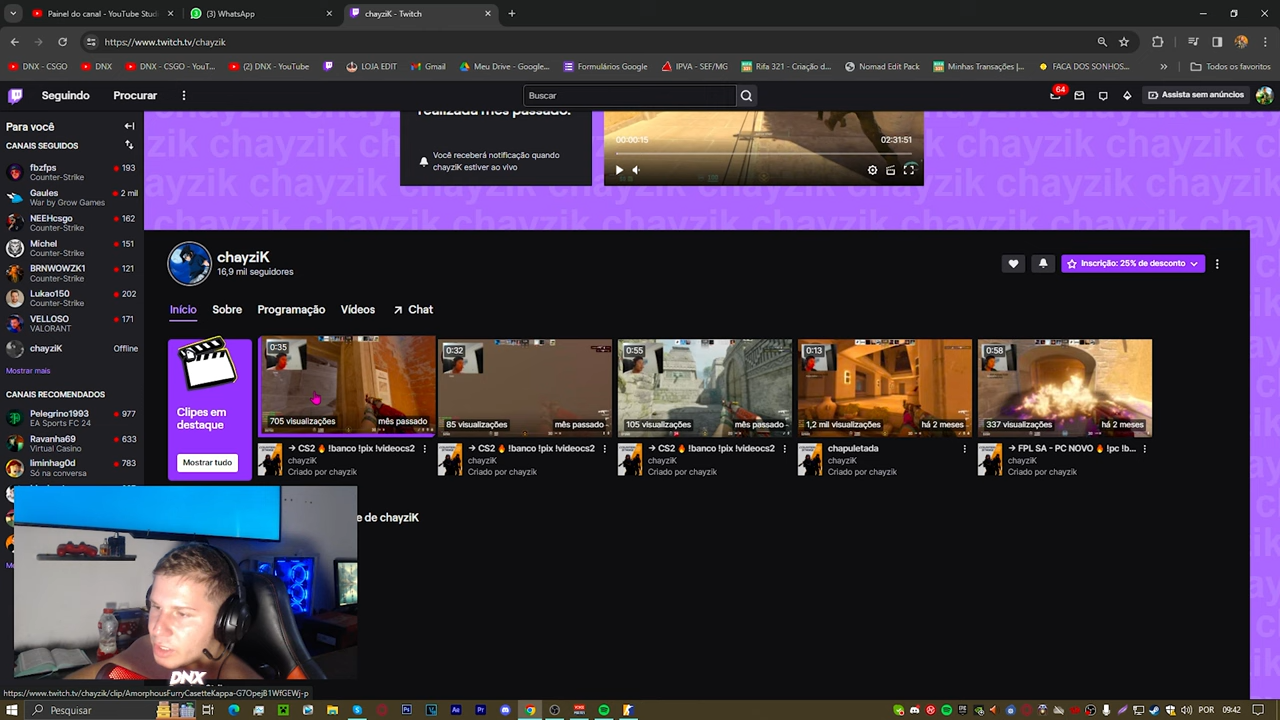 Painel do canal - YouTube Stud
(3) WhatsApp
chayziK - Twitch
https://www.twitch.tv/chayzik
DNX - CSGO
DNX
DNX - CSGO - YouT...
(2) DNX - YouTube
LOJA EDIT
Gmail
Meu Drive - Google...
Formulários Google
IPVA - SEF/MG
Rifa 321 - Criação d...
Nomad Edit Pack
Minhas Transações |...
FACA DOS SONHOS...
Todos os favoritos
Seguindo
Procurar
Buscar
64
Assista sem anúncios
Para você
CANAIS SEGUIDOS
fbzfps
193
Counter-Strike
Gaules
2 mil
War by Grow Games
NEEHcsgo
162
Counter-Strike
Michel
151
Counter-Strike
BRNWOWZK1
121
Counter-Strike
Lukao150
202
Counter-Strike
VELLOSO
171
VALORANT
chayziK
Offline
Mostrar mais
CANAIS RECOMENDADOS
Pelegrino1993
977
EA Sports FC 24
Ravanha69
633
Virtual Casino
liminhag0d
783
Só na conversa
realizada mês passado.
Você receberá notificação quando
chayziK estiver ao vivo
00:00:15
02:31:51
chayziK
16,9 mil seguidores
Inscrição: 25% de desconto
Início
Sobre
Programação
Vídeos
Chat
Clipes em
destaque
Mostrar tudo
0:35
705 visualizações
mês passado
→ CS2 🔥 !banco !pix !videocs2
chayziK
Criado por chayzik
0:32
85 visualizações
mês passado
→ CS2 🔥 !banco !pix !videocs2
chayziK
Criado por chayzik
0:55
105 visualizações
mês passado
→ CS2 🔥 !banco !pix !videocs2
chayziK
Criado por chayzik
0:13
1,2 mil visualizações
há 2 meses
chapuletada
chayziK
Criado por chayzik
0:58
337 visualizações
há 2 meses
→ FPL SA - PC NOVO 🔥 !pc !b...
chayziK
Criado por chayzik
e de chayziK
DNX
https://www.twitch.tv/chayzik/clip/AmorphousFurryCasetteKappa-G7OpejB1WfGEWj-p
Pesquisar
POR
09:42